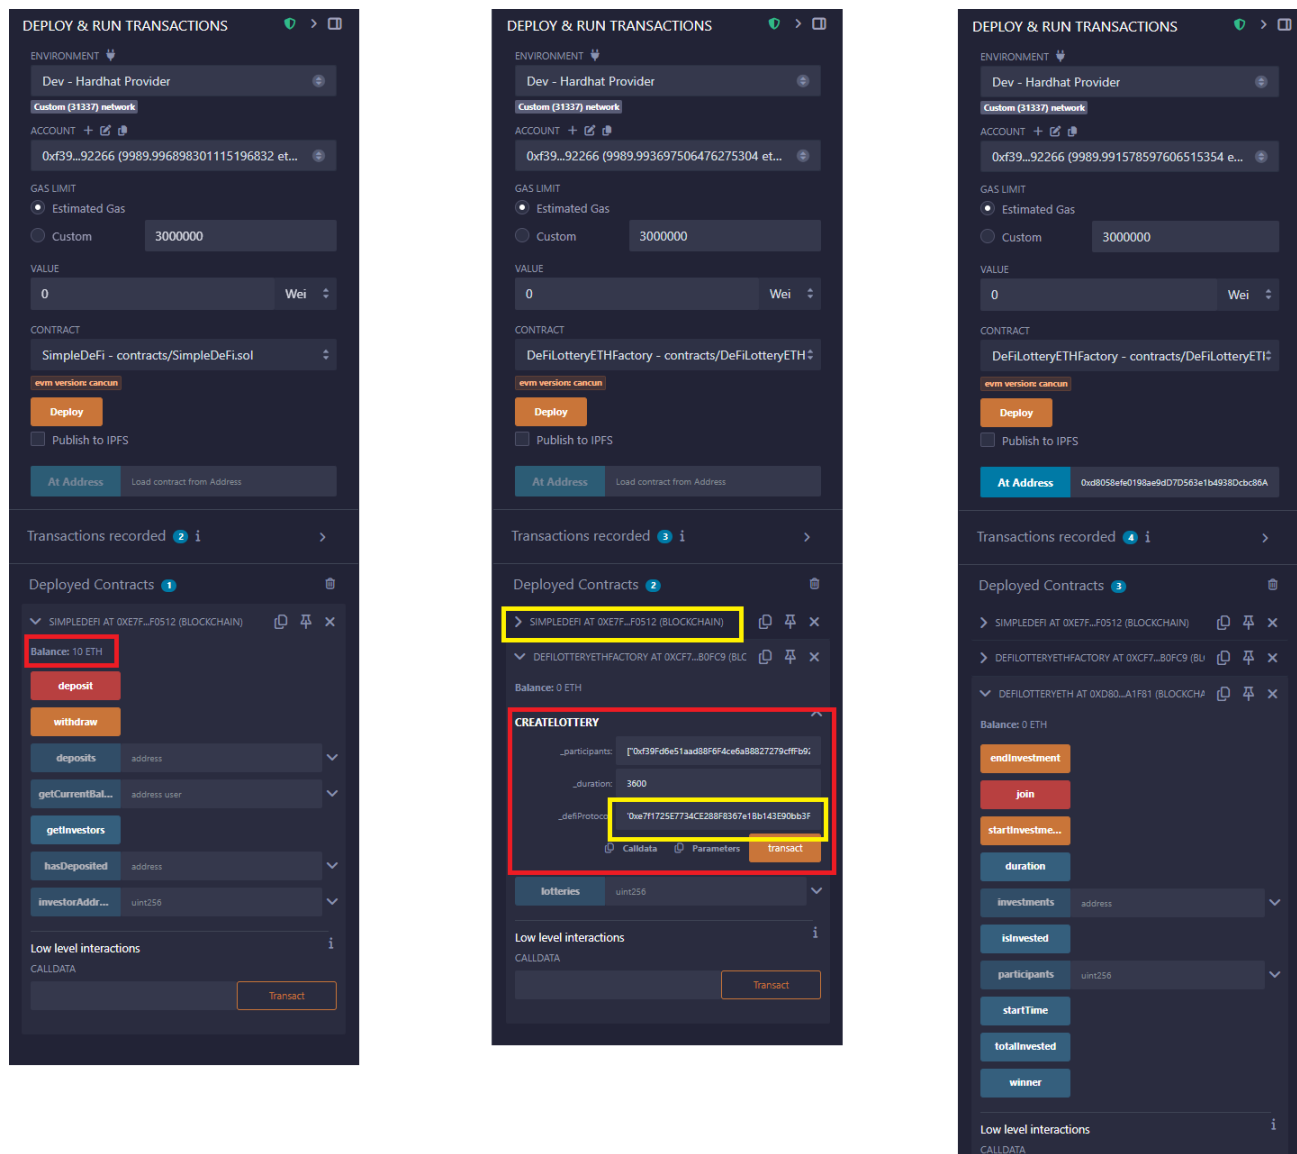 DEPLOY & RUN TRANSACTIONS
ENVIRONMENT
Dev - Hardhat Provider
Custom (31337) network
ACCOUNT
0xf39...92266 (9989.996898301115196832 et...
GAS LIMIT
Estimated Gas
Custom
3000000
VALUE
0
Wei
CONTRACT
SimpleDeFi - contracts/SimpleDeFi.sol
evm version: cancun
Deploy
Publish to IPFS
At Address
Load contract from Address
Transactions recorded 2 i
Deployed Contracts 1
SIMPLEDEFI AT 0XE7F...F0512 (BLOCKCHAIN)
Balance: 10 ETH
deposit
withdraw
deposits
address
getCurrentBal...
address user
getInvestors
hasDeposited
address
investorAddr...
uint256
Low level interactions
i
CALLDATA
Transact
DEPLOY & RUN TRANSACTIONS
ENVIRONMENT
Dev - Hardhat Provider
Custom (31337) network
ACCOUNT
0xf39...92266 (9989.993697506476275304 et...
GAS LIMIT
Estimated Gas
Custom
3000000
VALUE
0
Wei
CONTRACT
DeFiLotteryETHFactory - contracts/DeFiLotteryETH
evm version: cancun
Deploy
Publish to IPFS
At Address
Load contract from Address
Transactions recorded 3 i
Deployed Contracts 2
SIMPLEDEFI AT 0XE7F...F0512 (BLOCKCHAIN)
DEFILOTTERYETHFACTORY AT 0XCF7...B0FC9 (BLC
Balance: 0 ETH
CREATELOTTERY
_participants:
["0xf39Fd6e51aad88F6F4ce6aB8827279cffFb92
_duration:
3600
_defiProtoco
"0xe7f1725E7734CE288F8367e1Bb143E90bb3F
Calldata
Parameters
transact
lotteries
uint256
Low level interactions
i
CALLDATA
Transact
DEPLOY & RUN TRANSACTIONS
ENVIRONMENT
Dev - Hardhat Provider
Custom (31337) network
ACCOUNT
0xf39...92266 (9989.991578597606515354 e...
GAS LIMIT
Estimated Gas
Custom
3000000
VALUE
0
Wei
CONTRACT
DeFiLotteryETHFactory - contracts/DeFiLotteryETI
evm version: cancun
Deploy
Publish to IPFS
At Address
0xd8058efe0198ae9dD7D563e1b4938Dcbc86A
Transactions recorded 4 i
Deployed Contracts 3
SIMPLEDEFI AT 0XE7F...F0512 (BLOCKCHAIN)
DEFILOTTERYETHFACTORY AT 0XCF7...B0FC9 (BL
DEFILOTTERYETH AT 0XD80...A1F81 (BLOCKCHA
Balance: 0 ETH
endInvestment
join
startInvestme...
duration
investments
address
isInvested
participants
uint256
startTime
totalInvested
winner
Low level interactions
i
CALLDATA